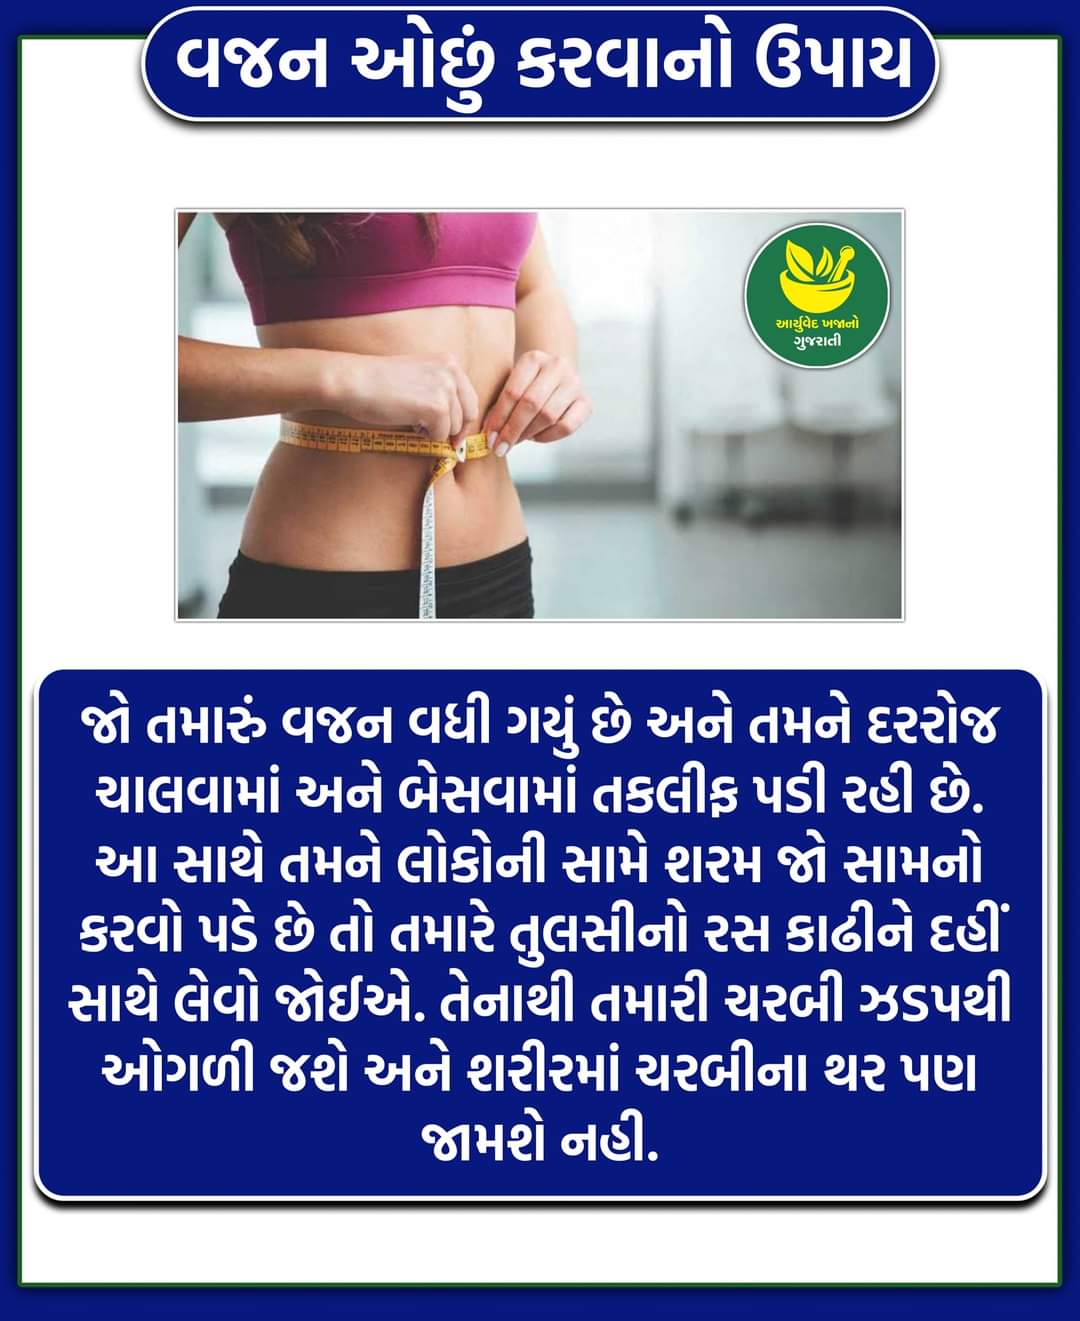 વજન ઓછું કરવાનો ઉપાય
આર્યુવેદ ખજાનો
ગુજરાતી
જો તમારું વજન વધી ગયું છે અને તમને દરરોજ
ચાલવામાં અને બેસવામાં તકલીફ પડી રહી છે.
આ સાથે તમને લોકોની સામે શરમ જો સામનો
કરવો પડે છે તો તમારે તુલસીનો રસ કાઢીને દહીં
સાથે લેવો જોઈએ. તેનાથી તમારી ચરબી ઝડપથી
ઓગળી જશે અને શરીરમાં ચરબીના થર પણ
જામશે નહી.